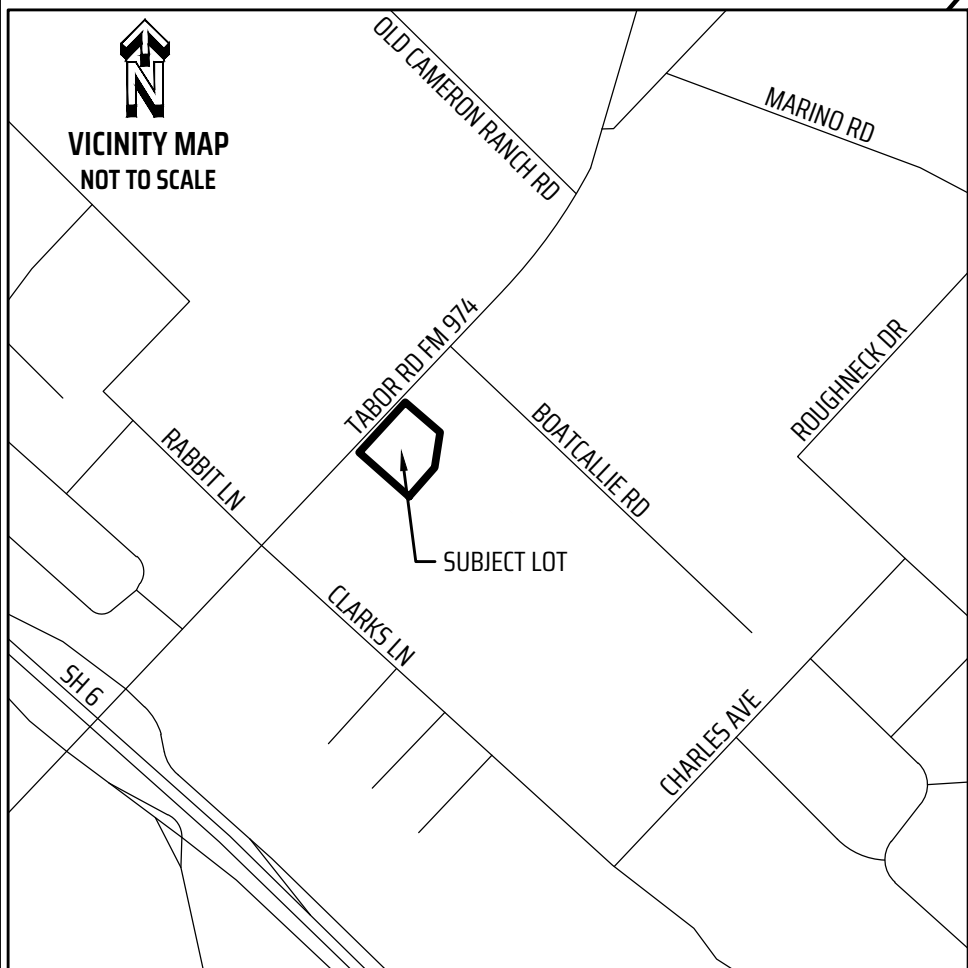 N
VICINITY MAP
NOT TO SCALE
OLD CAMERON RANCH RD
MARINO RD
TABOR RD FM 974
ROUGHNECK DR
BOATCALLIE RD
RABBIT LN
SUBJECT LOT
CLARKS LN
SH 6
CHARLES AVE